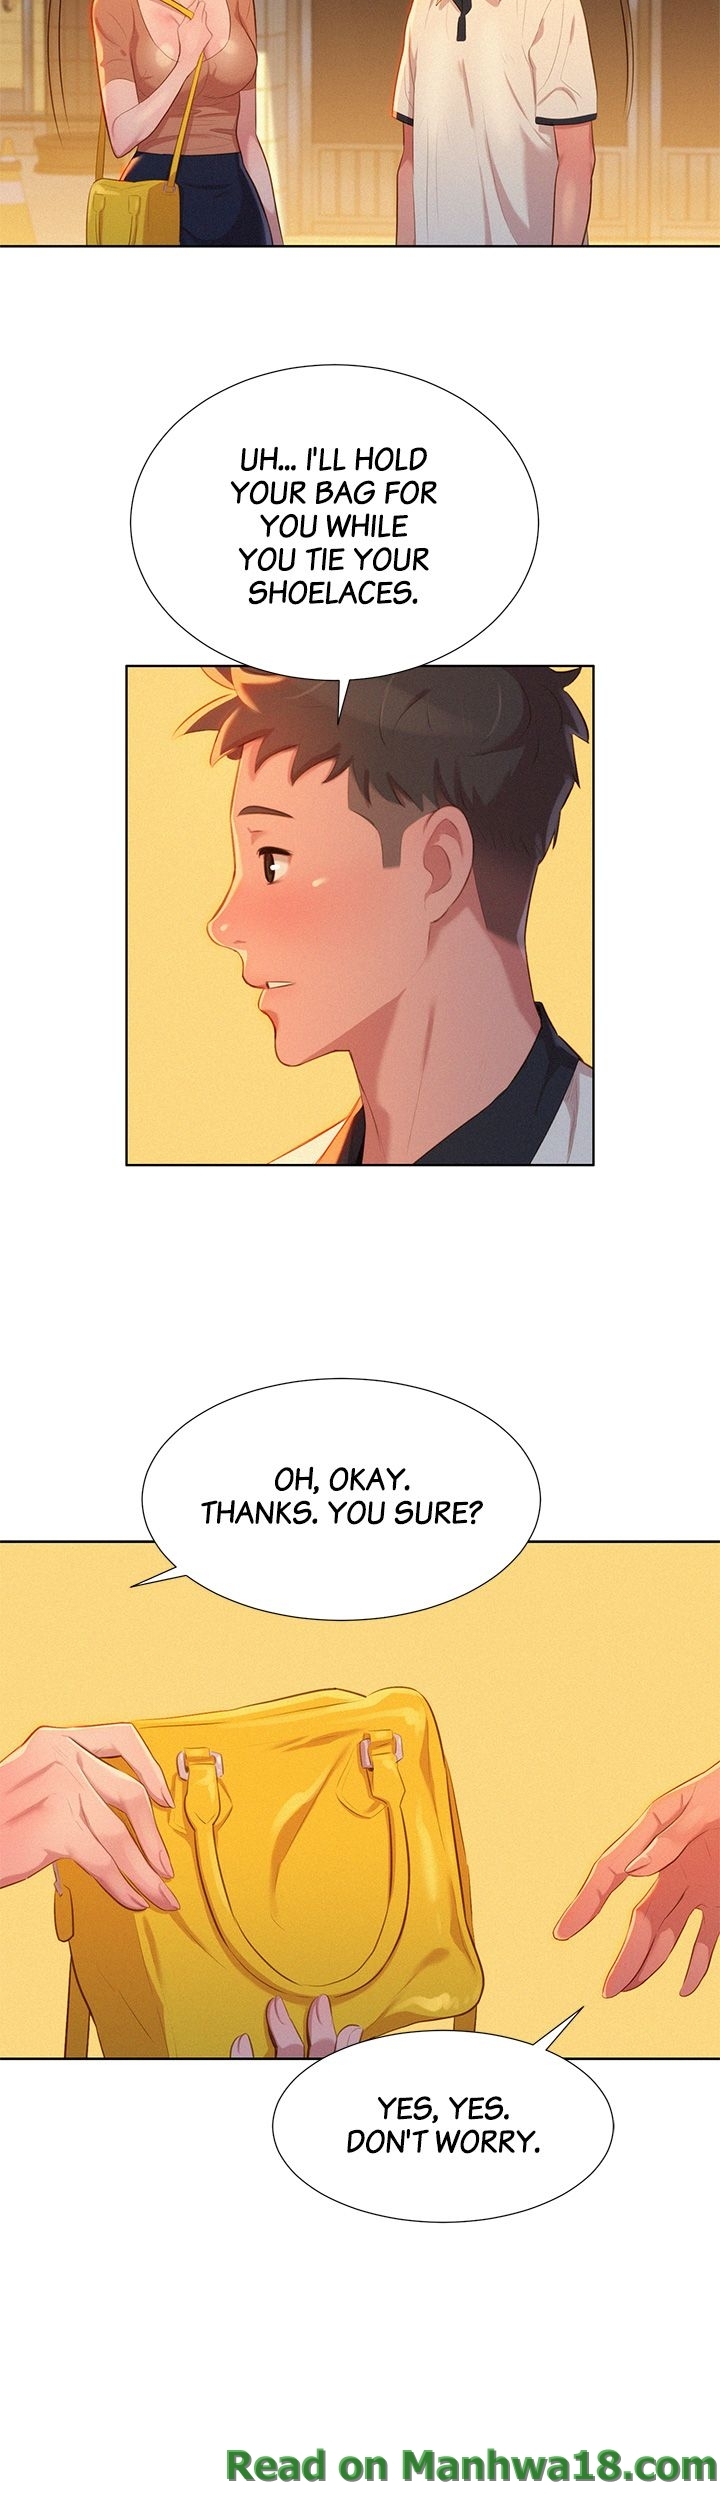 UH... I'LL HOLD
YOUR BAG FOR
YOU WHILE
YOU TIE YOUR
SHOELACES.
OH, OKAY.
THANKS. YOU SURE?
YES, YES.
DON'T WORRY.
Read on Manhwa18.com